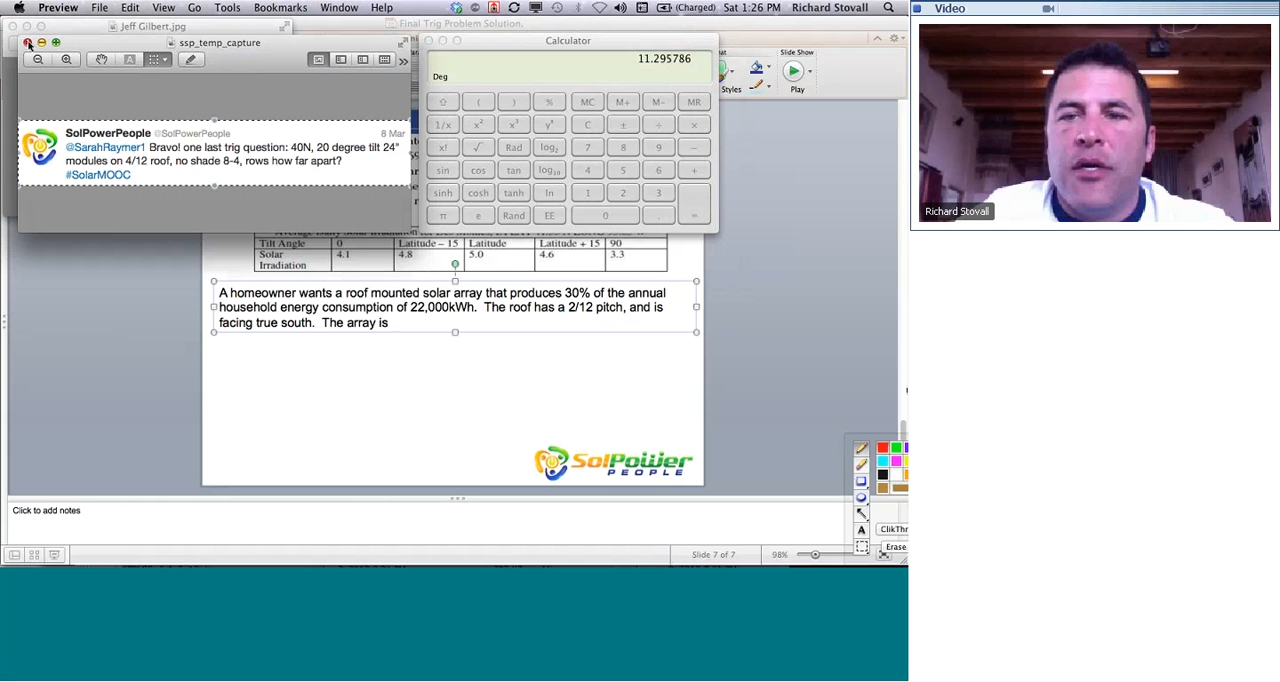 Preview File Edit View Go Tools Bookmarks Window Help (Charged) Sat 1:26 PM Richard Stovall
Jeff Gilbert.jpg
Final Trig Problem Solution.
ssp_temp_capture
Calculator
11.295786
Deg
Styles
Slide Show
Play
( ) % MC M+ M- MR
1/x x² x³ yˣ C ± ÷ ×
x! √ Rad log₂ 7 8 9 −
sin cos tan log₁₀ 4 5 6 +
sinh cosh tanh ln 1 2 3 =
π e Rand EE 0 .
SolPowerPeople @SolPowerPeople 8 Mar
@SarahRaymer1 Bravo! one last trig question: 40N, 20 degree tilt 24"
modules on 4/12 roof, no shade 8-4, rows how far apart?
#SolarMOOC
Tilt Angle 0 Latitude – 15 Latitude Latitude + 15 90
Solar Irradiation 4.1 4.8 5.0 4.6 3.3
A homeowner wants a roof mounted solar array that produces 30% of the annual
household energy consumption of 22,000kWh. The roof has a 2/12 pitch, and is
facing true south. The array is
SolPower
PEOPLE
Click to add notes
Slide 7 of 7 98%
A
ClikThr
Erase
Video
Richard Stovall